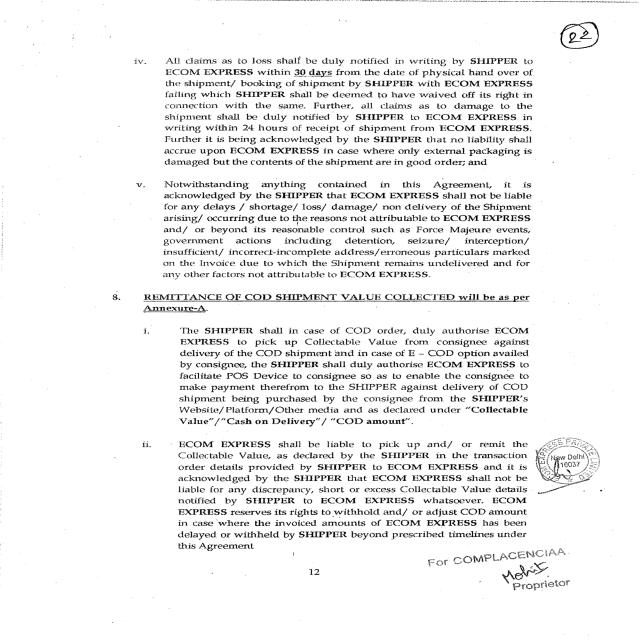 22
iv. All claims as to loss shall be duly notified in writing by SHIPPER to
ECOM EXPRESS within 30 days from the date of physical hand over of
the shipment/ booking of shipment by SHIPPER with ECOM EXPRESS
failing which SHIPPER shall be deemed to have waived off its right in
connection with the same. Further, all claims as to damage to the
shipment shall be duly notified by SHIPPER to ECOM EXPRESS in
writing within 24 hours of receipt of shipment from ECOM EXPRESS.
Further it is being acknowledged by the SHIPPER that no liability shall
accrue upon ECOM EXPRESS in case where only external packaging is
damaged but the contents of the shipment are in good order; and
v. Notwithstanding anything contained in this Agreement, it is
acknowledged by the SHIPPER that ECOM EXPRESS shall not be liable
for any delays / shortage/ loss/ damage/ non delivery of the Shipment
arising/ occurring due to the reasons not attributable to ECOM EXPRESS
and/ or beyond its reasonable control such as Force Majeure events,
government actions including detention, seizure/ interception/
insufficient/ incorrect-incomplete address/erroneous particulars marked
on the Invoice due to which the Shipment remains undelivered and for
any other factors not attributable to ECOM EXPRESS.
8. REMITTANCE OF COD SHIPMENT VALUE COLLECTED will be as per
Annexure-A.
i. The SHIPPER shall in case of COD order, duly authorise ECOM
EXPRESS to pick up Collectable Value from consignee against
delivery of the COD shipment and in case of E – COD option availed
by consignee, the SHIPPER shall duly authorise ECOM EXPRESS to
facilitate POS Device to consignee so as to enable the consignee to
make payment therefrom to the SHIPPER against delivery of COD
shipment being purchased by the consignee from the SHIPPER's
Website/Platform/Other media and as declared under "Collectable
Value"/"Cash on Delivery"/ "COD amount".
ii. ECOM EXPRESS shall be liable to pick up and/ or remit the
Collectable Value, as declared by the SHIPPER in the transaction
order details provided by SHIPPER to ECOM EXPRESS and it is
acknowledged by the SHIPPER that ECOM EXPRESS shall not be
liable for any discrepancy, short or excess Collectable Value details
notified by SHIPPER to ECOM EXPRESS whatsoever. ECOM
EXPRESS reserves its rights to withhold and/ or adjust COD amount
in case where the invoiced amounts of ECOM EXPRESS has been
delayed or withheld by SHIPPER beyond prescribed timelines under
this Agreement
EXPRESS PRIVATE LIMITED
New Delhi
110037
For COMPLACENCIAA
Mohit
Proprietor
12